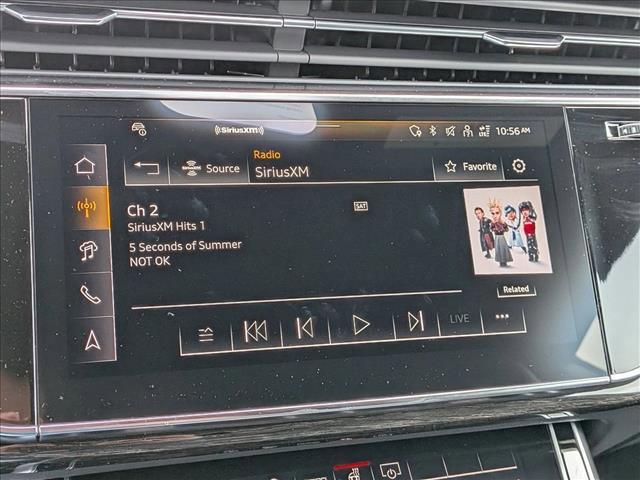 ((SiriusXM))
10:56 AM
Source
Radio
SiriusXM
Favorite
Ch 2
SAT
SiriusXM Hits 1
5 Seconds of Summer
NOT OK
Related
LIVE